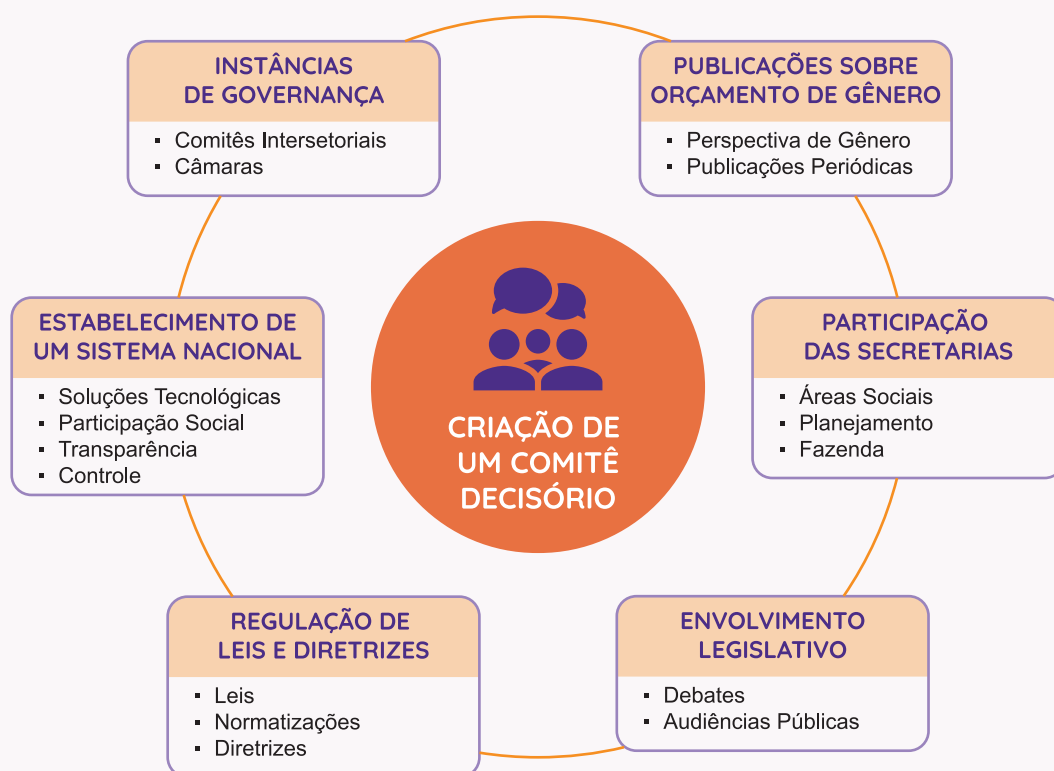 INSTÂNCIAS
DE GOVERNANÇA
▪ Comitês Intersetoriais
▪ Câmaras
PUBLICAÇÕES SOBRE
ORÇAMENTO DE GÊNERO
▪ Perspectiva de Gênero
▪ Publicações Periódicas
ESTABELECIMENTO DE
UM SISTEMA NACIONAL
▪ Soluções Tecnológicas
▪ Participação Social
▪ Transparência
▪ Controle
CRIAÇÃO DE
UM COMITÊ
DECISÓRIO
PARTICIPAÇÃO
DAS SECRETARIAS
▪ Áreas Sociais
▪ Planejamento
▪ Fazenda
REGULAÇÃO DE
LEIS E DIRETRIZES
▪ Leis
▪ Normatizações
▪ Diretrizes
ENVOLVIMENTO
LEGISLATIVO
▪ Debates
▪ Audiências Públicas